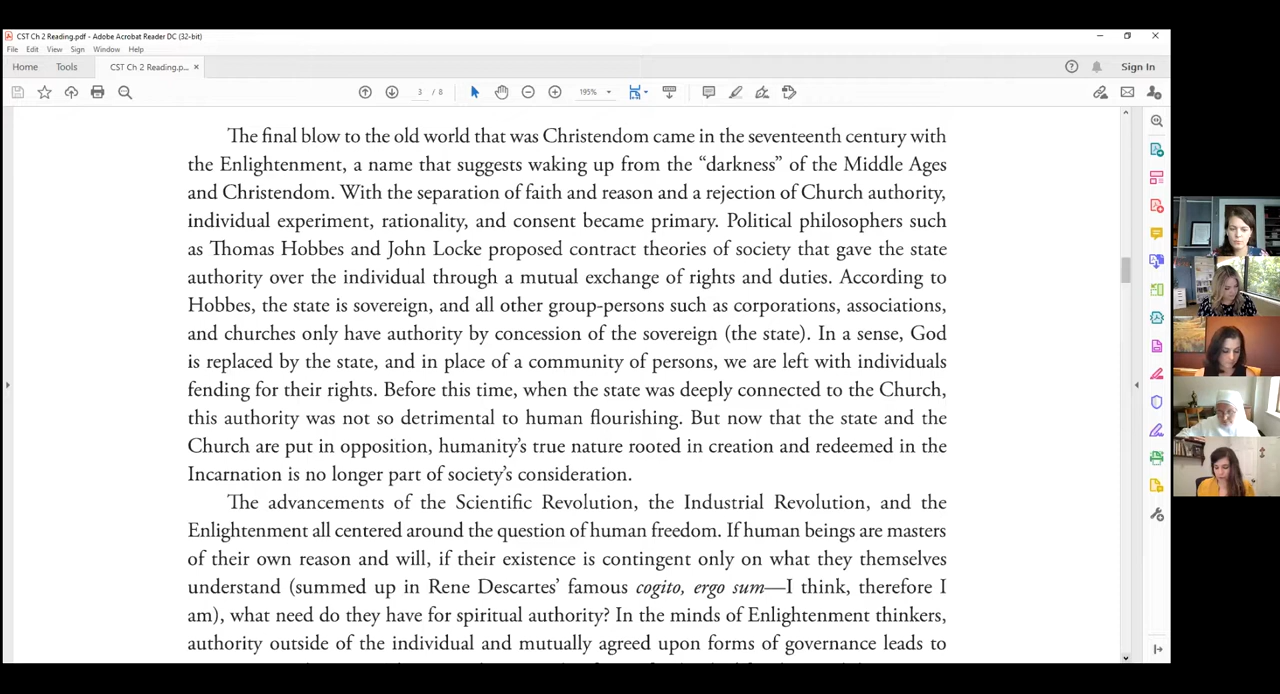 CST Ch 2 Reading.pdf - Adobe Acrobat Reader DC (32-bit)
File Edit View Sign Window Help
Home Tools CST Ch 2 Reading.p... × Sign In
3 / 8 195%
The final blow to the old world that was Christendom came in the seventeenth century with
the Enlightenment, a name that suggests waking up from the “darkness” of the Middle Ages
and Christendom. With the separation of faith and reason and a rejection of Church authority,
individual experiment, rationality, and consent became primary. Political philosophers such
as Thomas Hobbes and John Locke proposed contract theories of society that gave the state
authority over the individual through a mutual exchange of rights and duties. According to
Hobbes, the state is sovereign, and all other group-persons such as corporations, associations,
and churches only have authority by concession of the sovereign (the state). In a sense, God
is replaced by the state, and in place of a community of persons, we are left with individuals
fending for their rights. Before this time, when the state was deeply connected to the Church,
this authority was not so detrimental to human flourishing. But now that the state and the
Church are put in opposition, humanity’s true nature rooted in creation and redeemed in the
Incarnation is no longer part of society’s consideration.
The advancements of the Scientific Revolution, the Industrial Revolution, and the
Enlightenment all centered around the question of human freedom. If human beings are masters
of their own reason and will, if their existence is contingent only on what they themselves
understand (summed up in Rene Descartes’ famous cogito, ergo sum—I think, therefore I
am), what need do they have for spiritual authority? In the minds of Enlightenment thinkers,
authority outside of the individual and mutually agreed upon forms of governance leads to